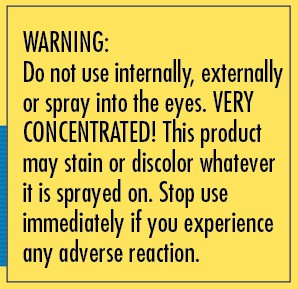 WARNING:
Do not use internally, externally
or spray into the eyes. VERY
CONCENTRATED! This product
may stain or discolor whatever
it is sprayed on. Stop use
immediately if you experience
any adverse reaction.